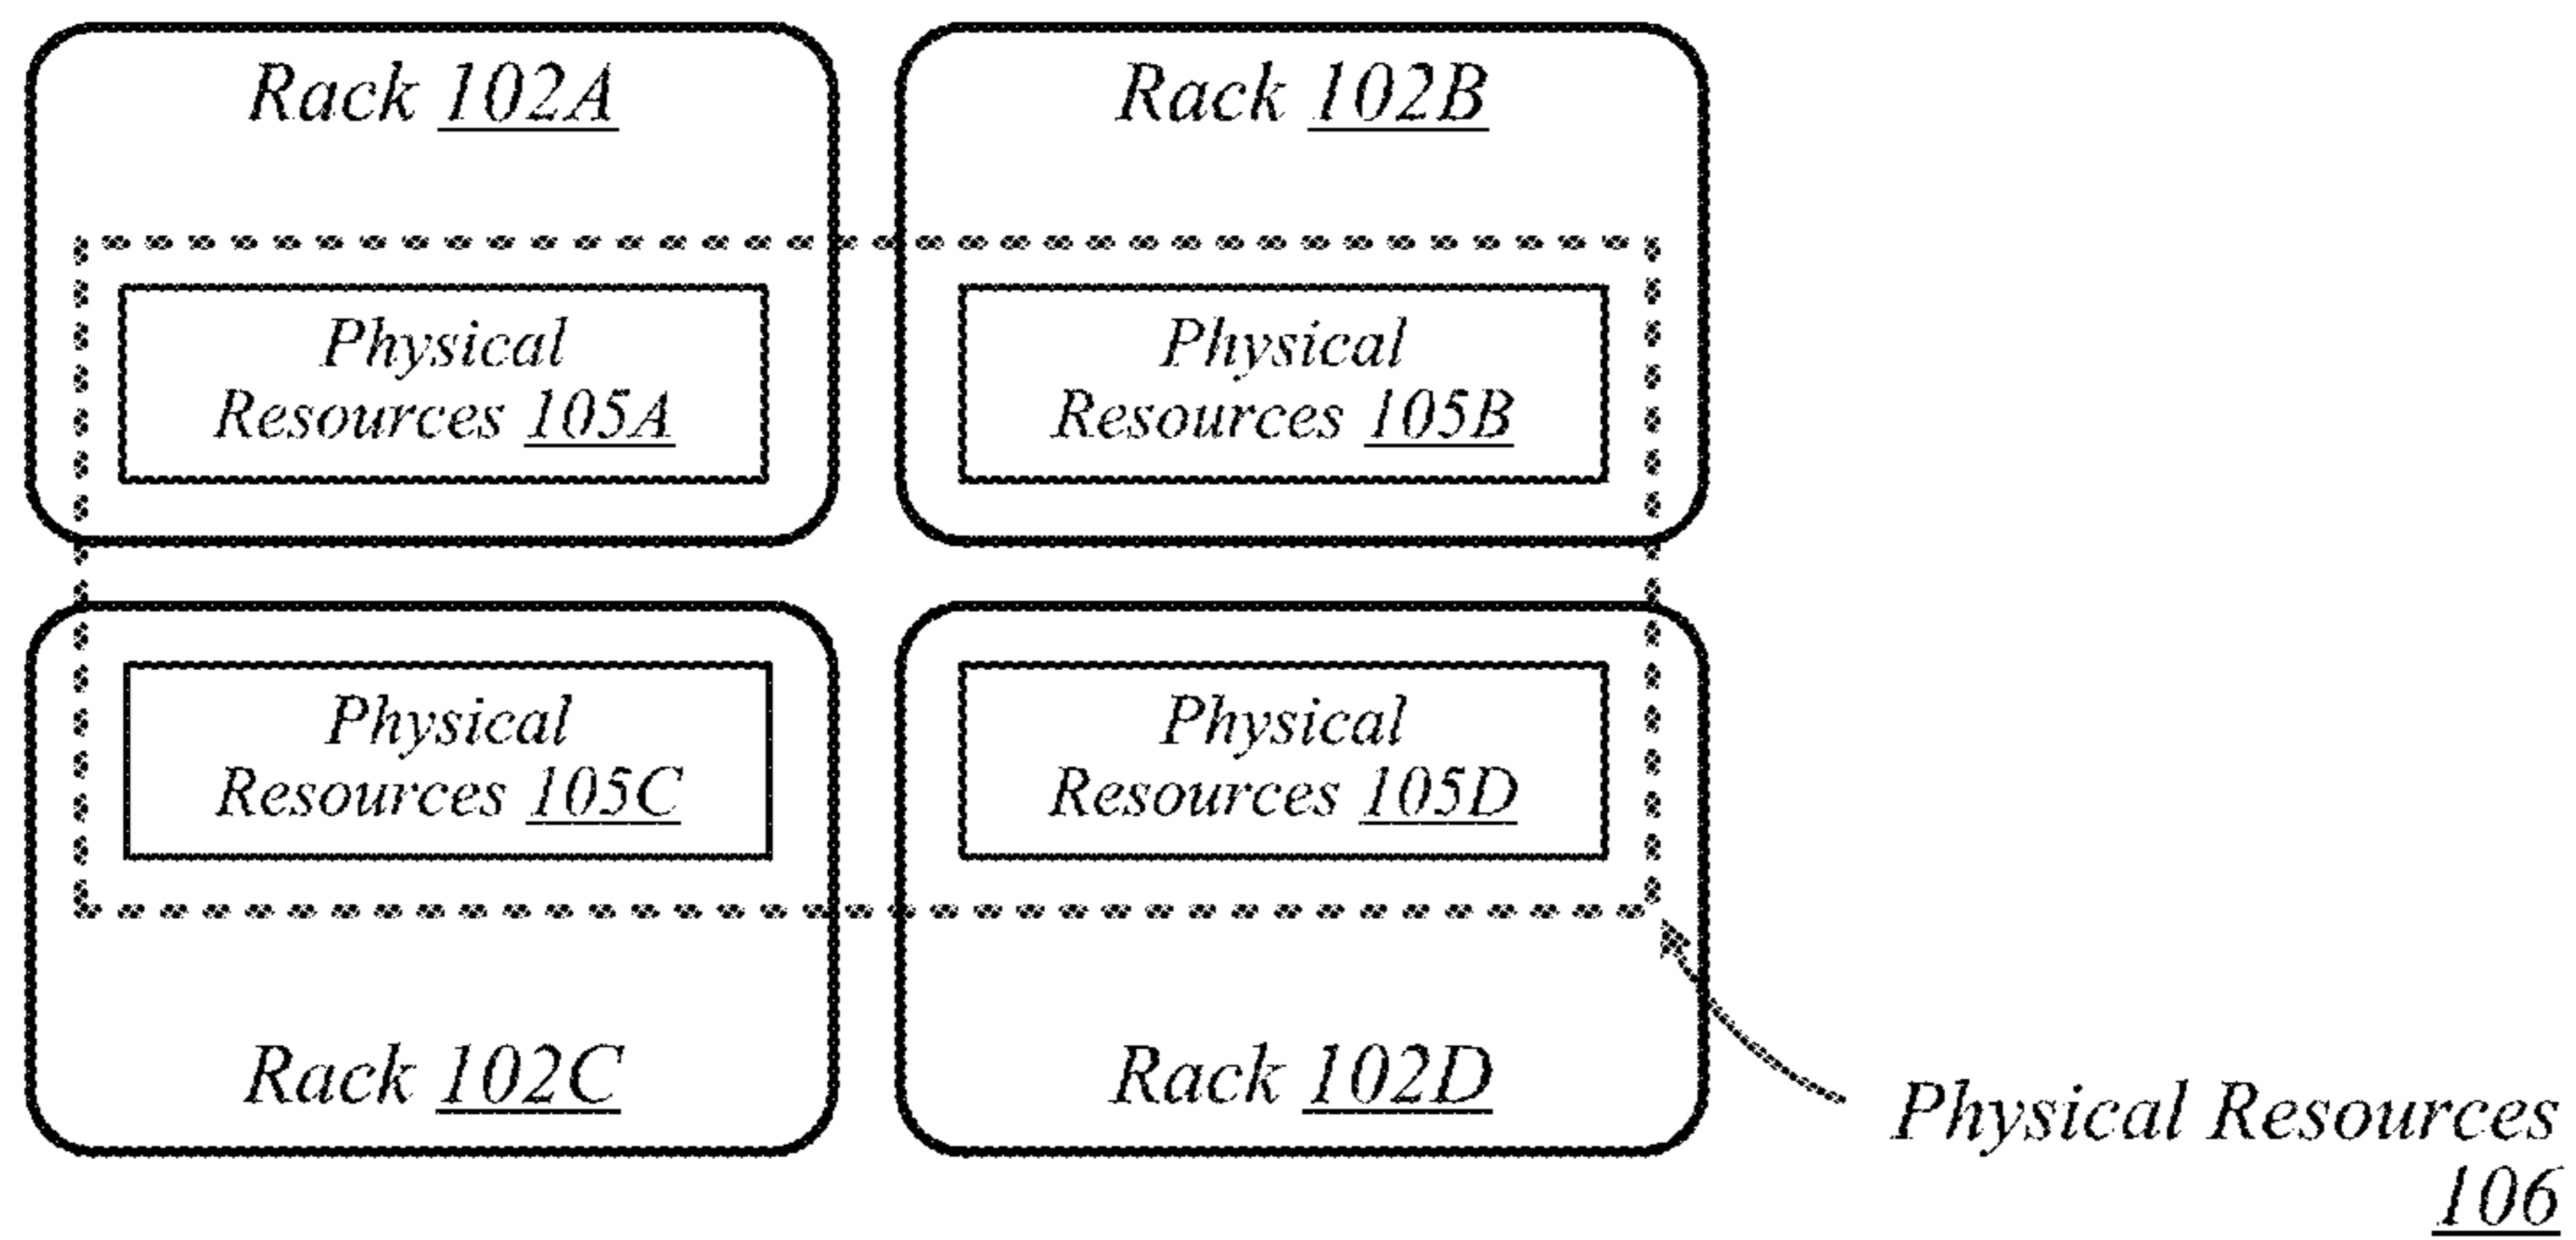 Rack 102A
Rack 102B
Physical
Resources 105A
Physical
Resources 105B
Physical
Resources 105C
Physical
Resources 105D
Rack 102C
Rack 102D
Physical Resources
106